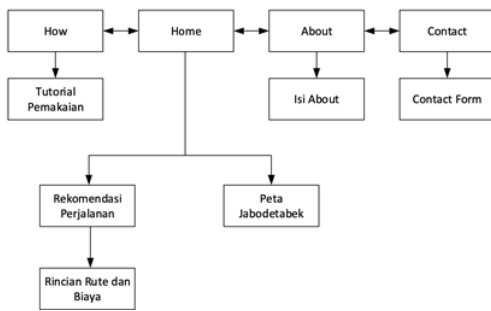 How
Home
About
Contact
Tutorial
Pemakaian
Isi About
Contact Form
Rekomendasi
Perjalanan
Peta
Jabodetabek
Rincian Rute dan
Biaya